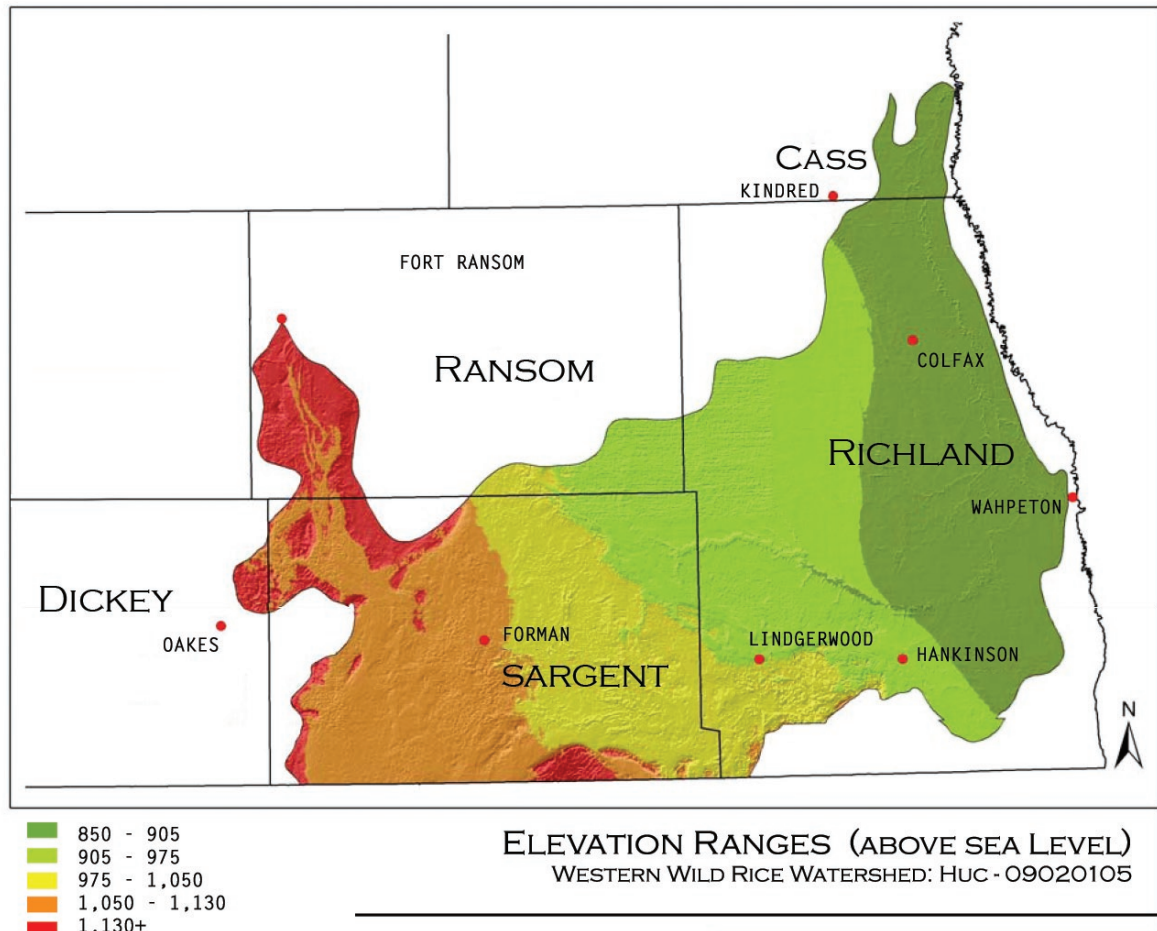 CASS
KINDRED
FORT RANSOM
RANSOM
COLFAX
RICHLAND
WAHPETON
DICKEY
OAKES
FORMAN
SARGENT
LINDGERWOOD
HANKINSON
N
850 - 905
905 - 975
975 - 1,050
1,050 - 1,130
1,130+
ELEVATION RANGES (ABOVE SEA LEVEL)
WESTERN WILD RICE WATERSHED: HUC - 09020105